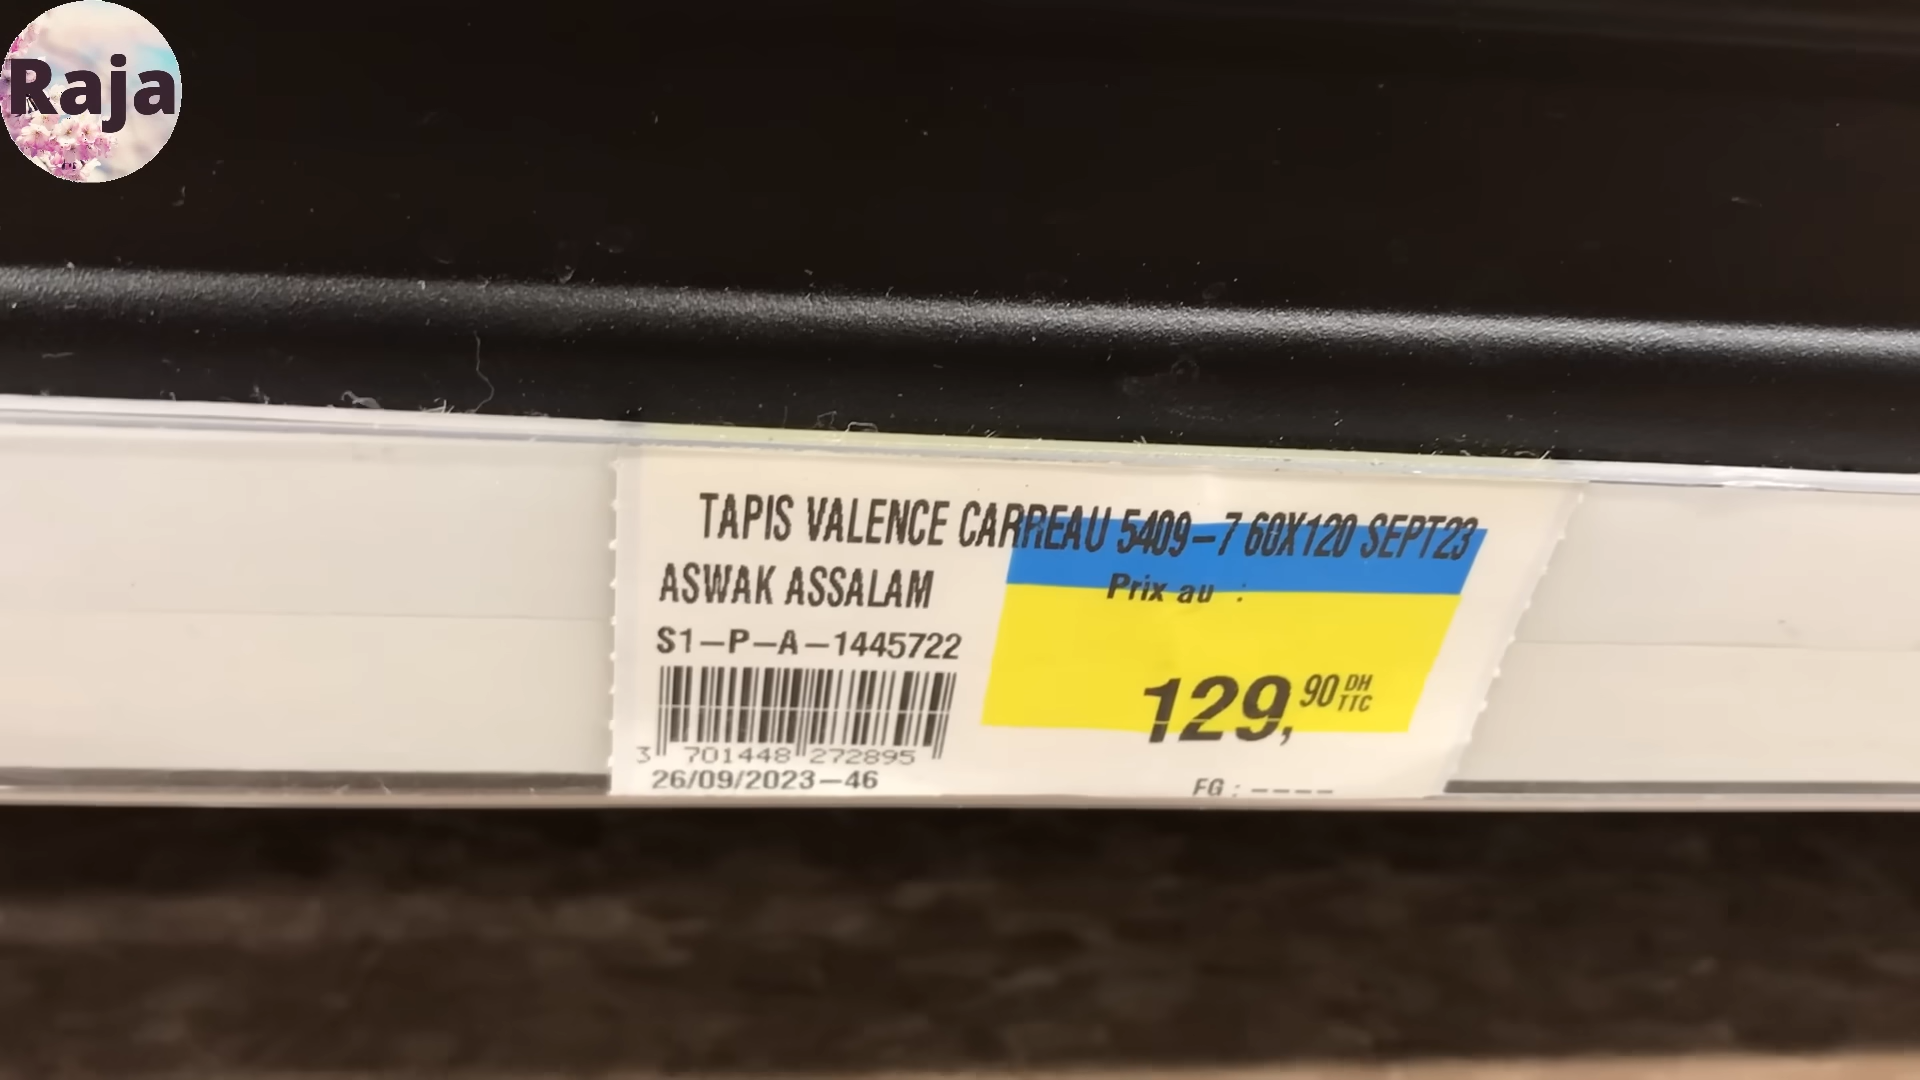 Raja
TAPIS VALENCE CARREAU 5409-7 60X120 SEPT23
ASWAK ASSALAM
Prix au :
S1-P-A-1445722
129,90 DH TTC
3 701448 272895
26/09/2023-46
FG : ----